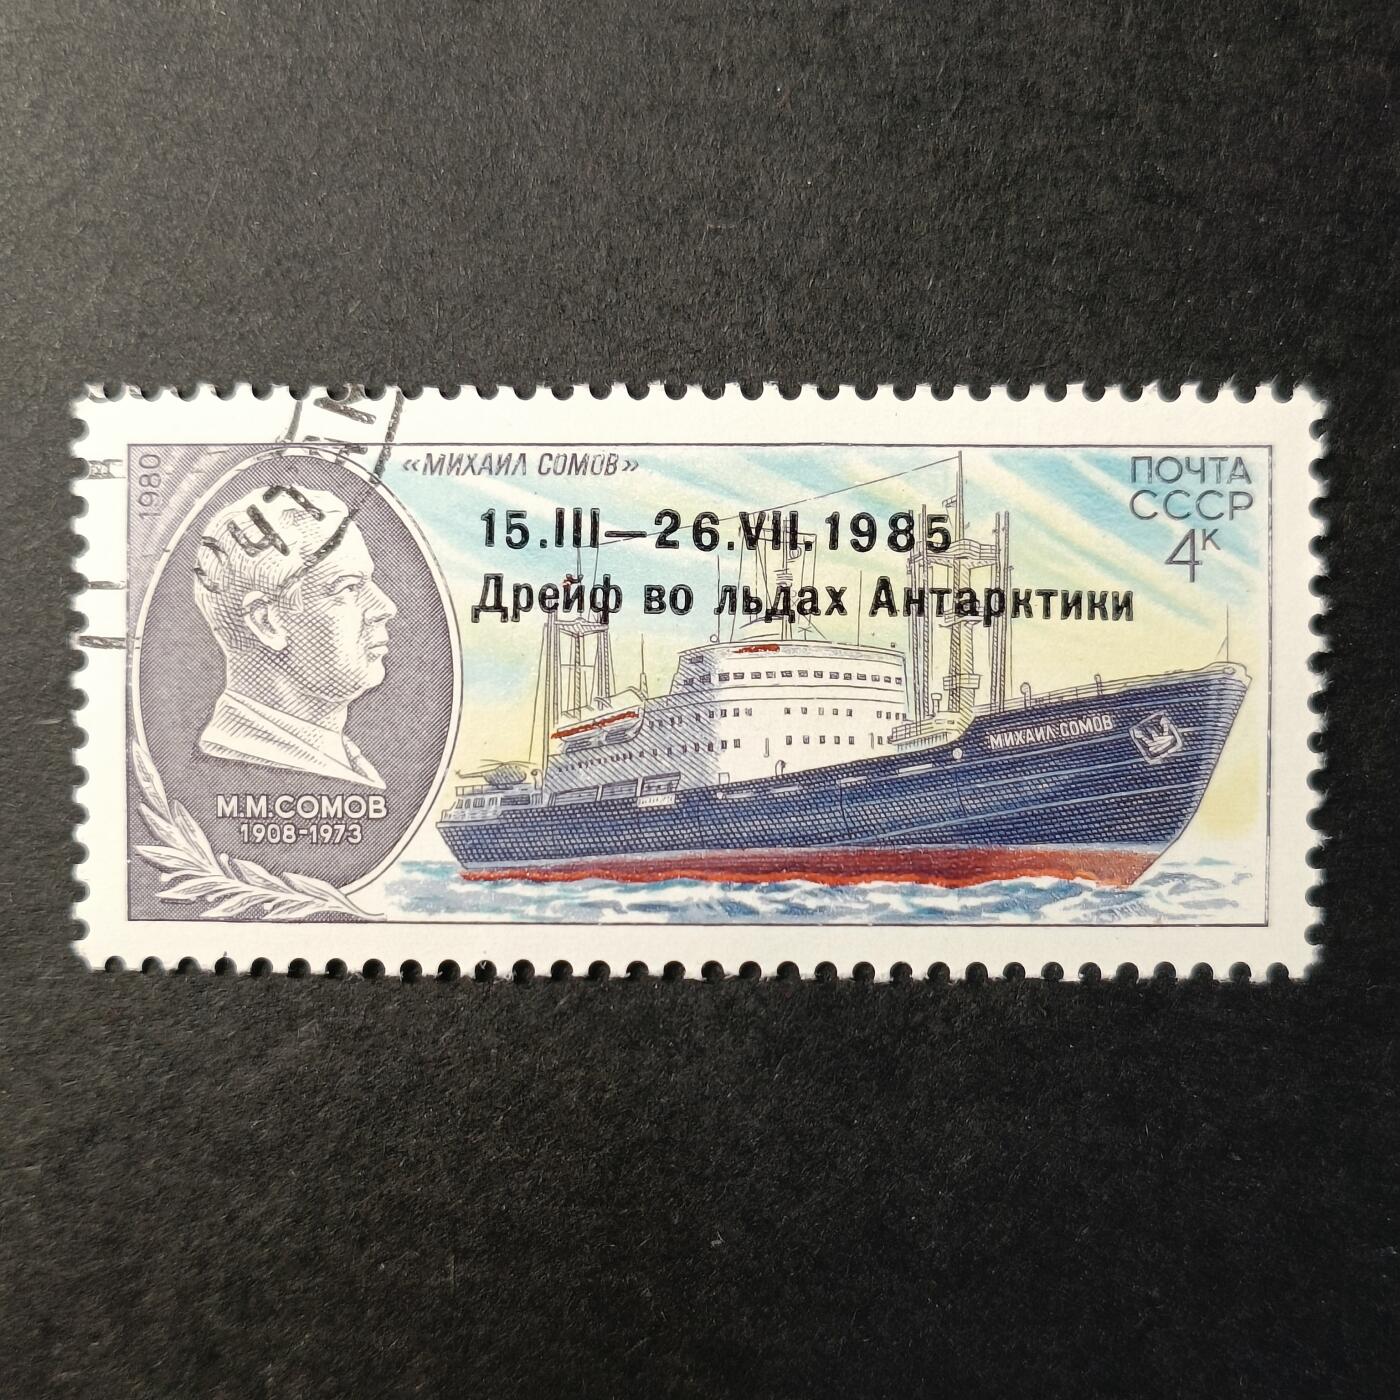 1980
«МИХАИЛ СОМОВ»
ПОЧТА
СССР
4к
15.III—26.VII.1985
Дрейф во льдах Антарктики
МИХАИЛ СОМОВ
М.М.СОМОВ
1908-1973